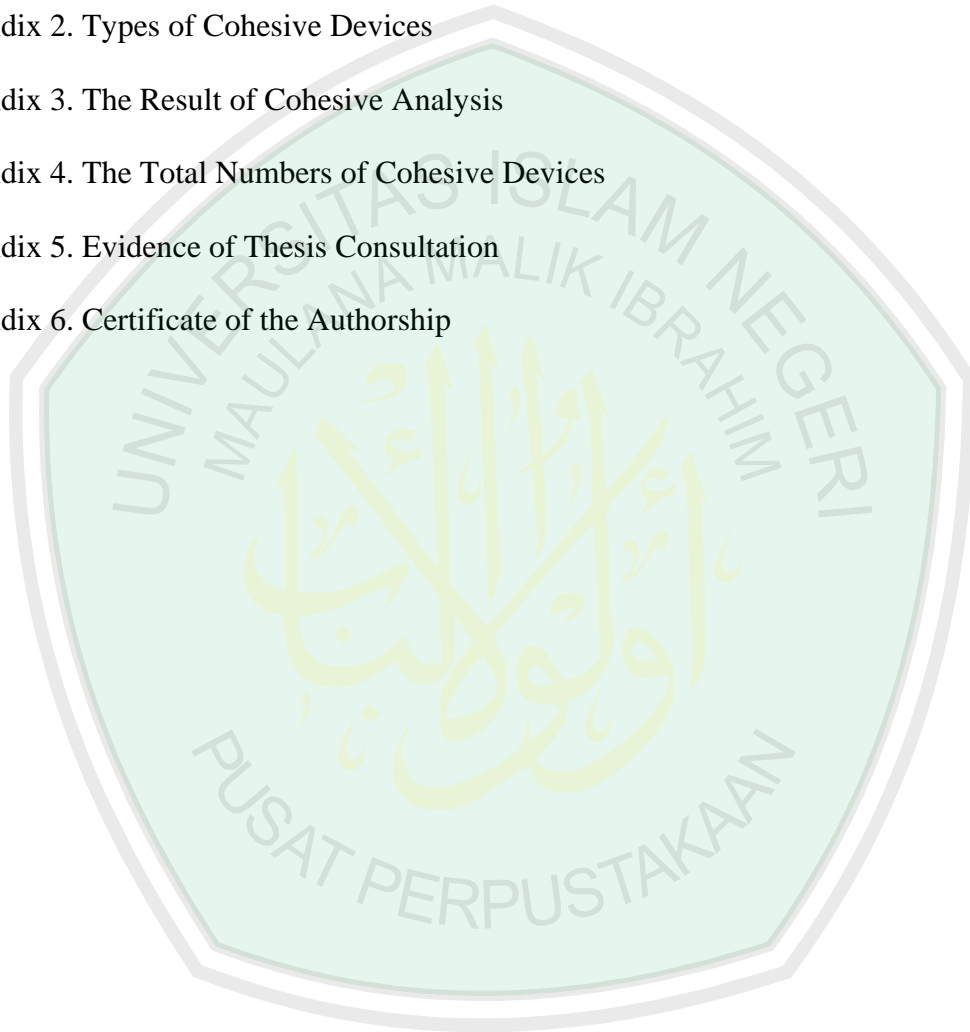 dix 2. Types of Cohesive Devices
dix 3. The Result of Cohesive Analysis
dix 4. The Total Numbers of Cohesive Devices
dix 5. Evidence of Thesis Consultation
dix 6. Certificate of the Authorship
UNIVERSITAS ISLAM NEGERI
MAULANA MALIK IBRAHIM
أولوا الألباب
PUSAT PERPUSTAKAAN